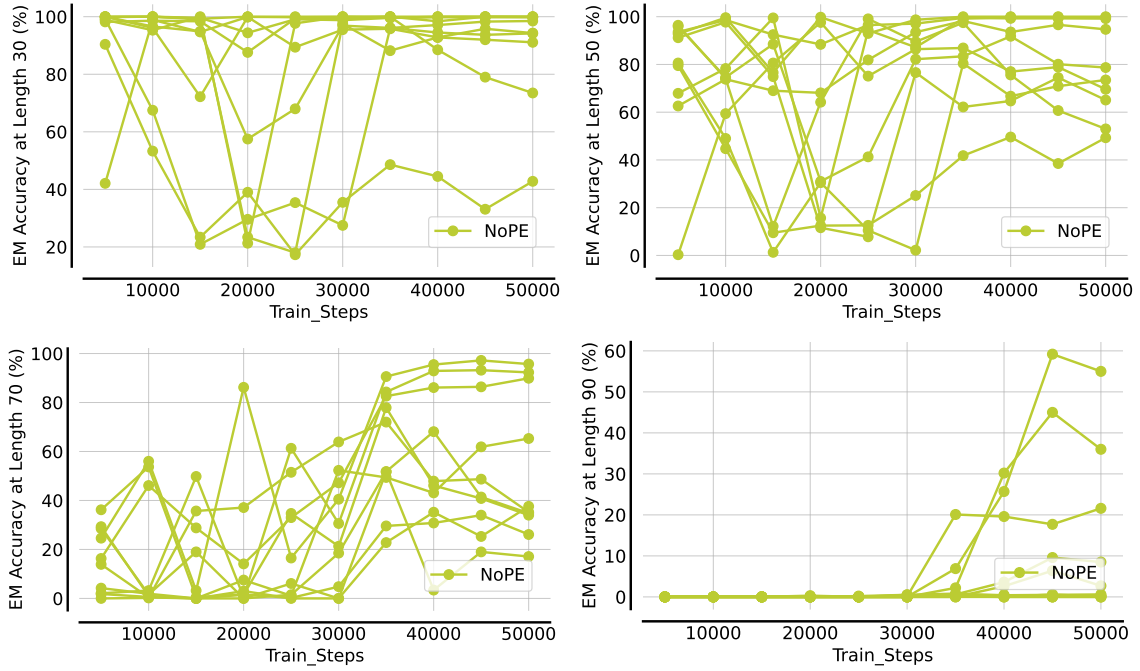 EM Accuracy at Length 30 (%)
100
80
60
40
20
NoPE
10000 20000 30000 40000 50000
Train_Steps
EM Accuracy at Length 50 (%)
100
80
60
40
20
0
NoPE
10000 20000 30000 40000 50000
Train_Steps
EM Accuracy at Length 70 (%)
100
80
60
40
20
0
NoPE
10000 20000 30000 40000 50000
Train_Steps
EM Accuracy at Length 90 (%)
60
50
40
30
20
10
0
NoPE
10000 20000 30000 40000 50000
Train_Steps